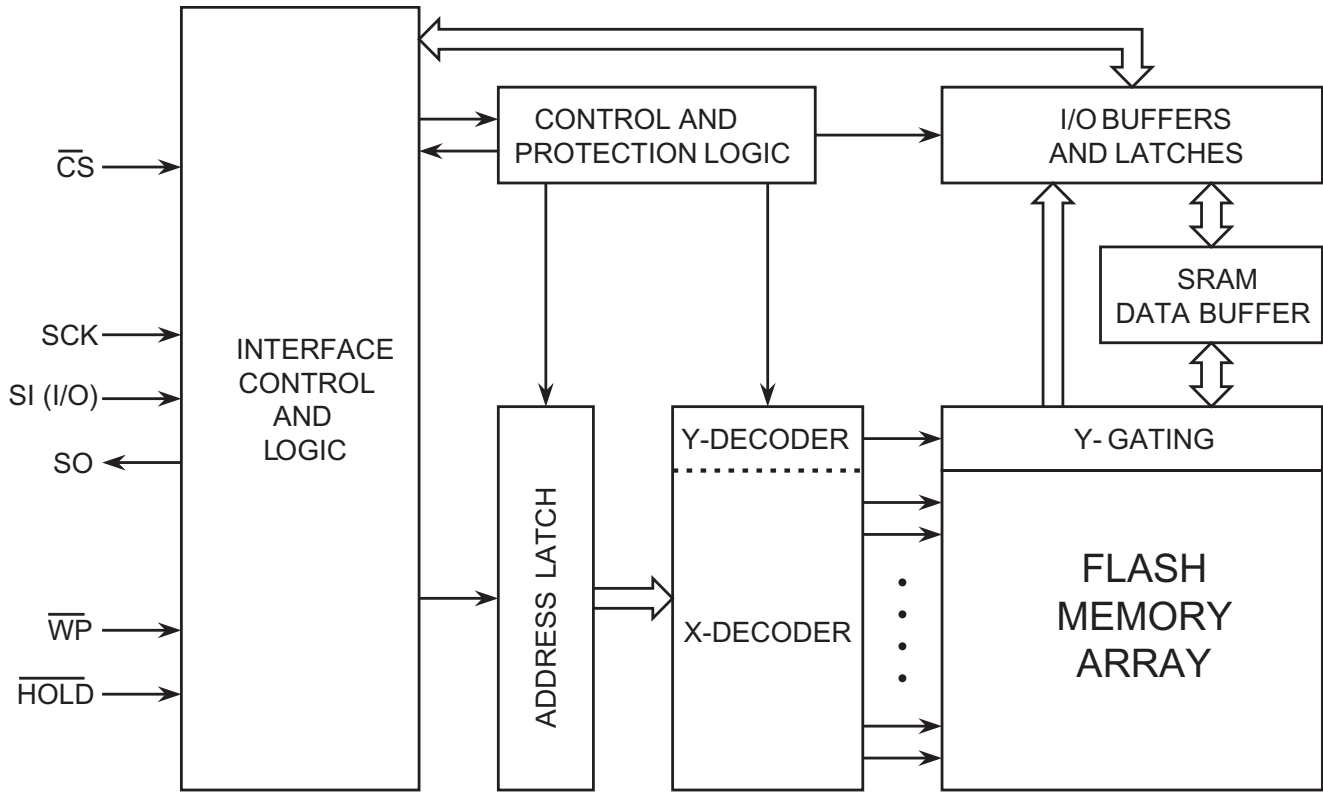 CS
SCK
SI (I/O)
SO
WP
HOLD
INTERFACE
CONTROL
AND
LOGIC
CONTROL AND
PROTECTION LOGIC
I/O BUFFERS
AND LATCHES
SRAM
DATA BUFFER
ADDRESS LATCH
Y-DECODER
X-DECODER
Y- GATING
FLASH
MEMORY
ARRAY